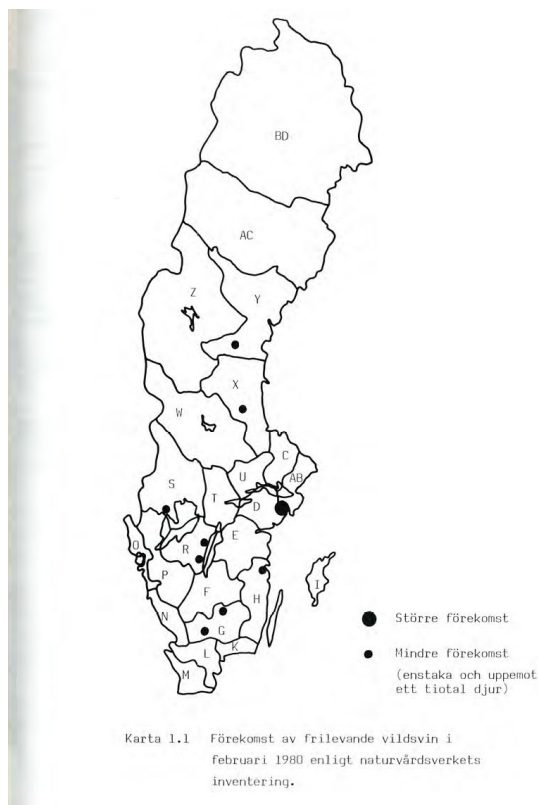 BD
AC
Z
Y
X
W
C
AB
U
S
T
D
E
O
R
P
F
I
H
N
G
K
L
M
Större förekomst
Mindre förekomst
(enstaka och uppemot
ett tiotal djur)
Karta 1.1 Förekomst av frilevande vildsvin i
februari 1980 enligt naturvårdsverkets
inventering.